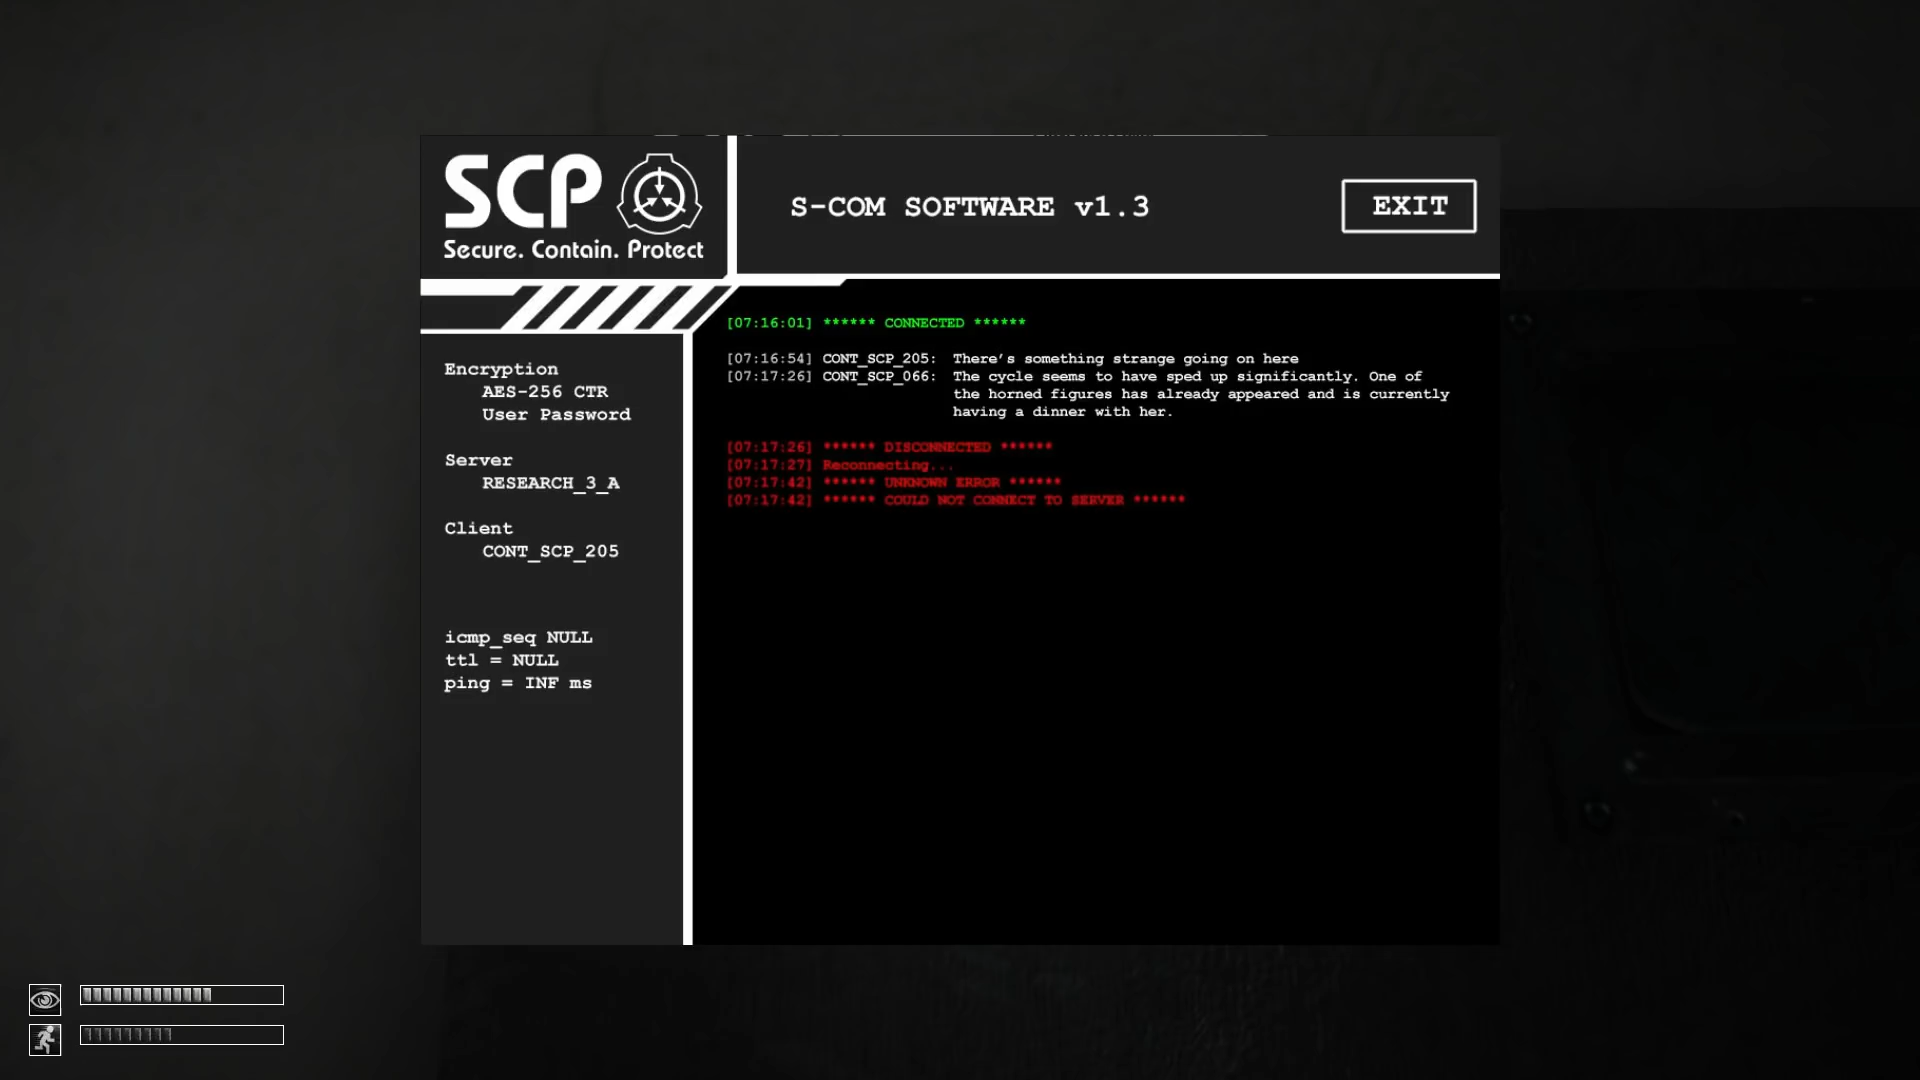 SCP
Secure. Contain. Protect
S-COM SOFTWARE v1.3
EXIT
Encryption
AES-256 CTR
User Password
Server
RESEARCH_3_A
Client
CONT_SCP_205
icmp_seq NULL
ttl = NULL
ping = INF ms
[07:16:01] ****** CONNECTED ******
[07:16:54] CONT_SCP_205: There's something strange going on here
[07:17:26] CONT_SCP_066: The cycle seems to have sped up significantly. One of
the horned figures has already appeared and is currently
having a dinner with her.
[07:17:26] ****** DISCONNECTED ******
[07:17:27] Reconnecting...
[07:17:42] ****** UNKNOWN ERROR ******
[07:17:42] ****** COULD NOT CONNECT TO SERVER ******